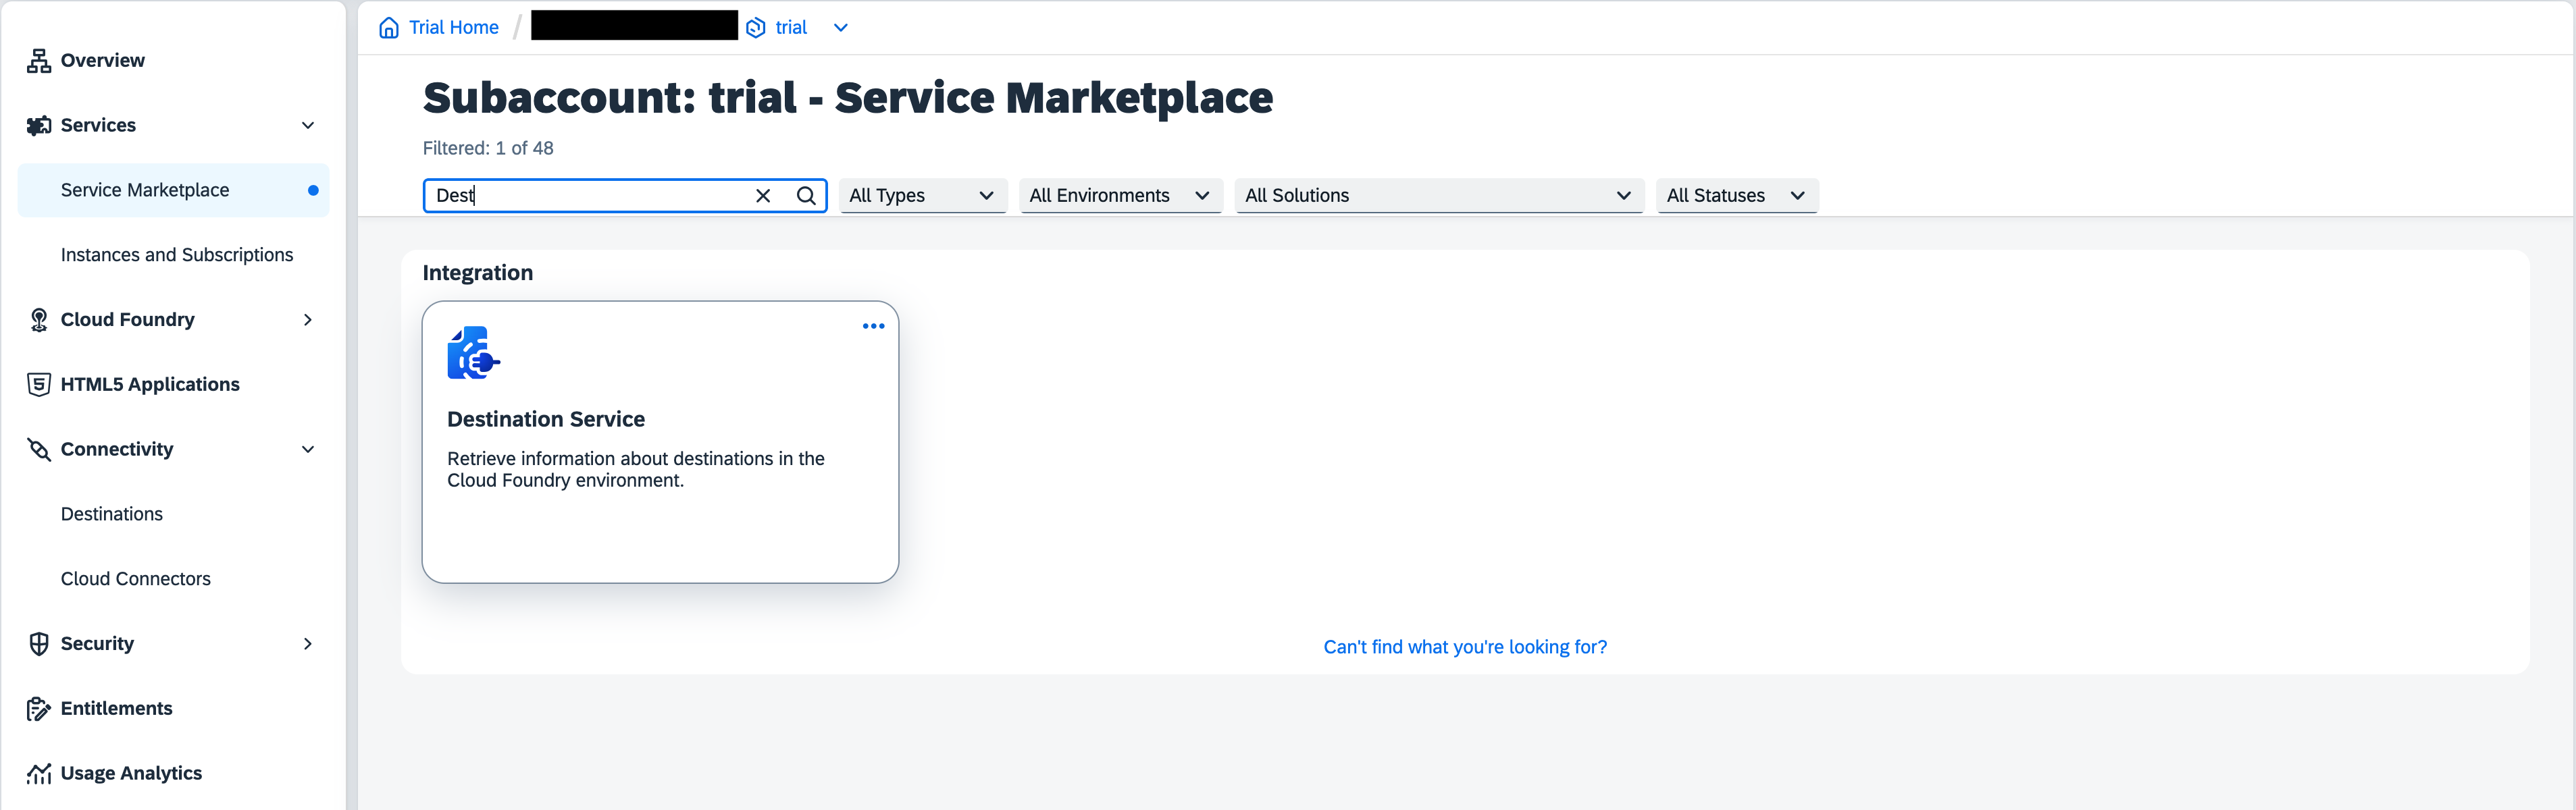 Overview
Services
Service Marketplace
Instances and Subscriptions
Cloud Foundry
HTML5 Applications
Connectivity
Destinations
Cloud Connectors
Security
Entitlements
Usage Analytics
Trial Home / trial
Subaccount: trial - Service Marketplace
Filtered: 1 of 48
Dest All Types All Environments All Solutions All Statuses
Integration
Destination Service
Retrieve information about destinations in the
Cloud Foundry environment.
Can't find what you're looking for?